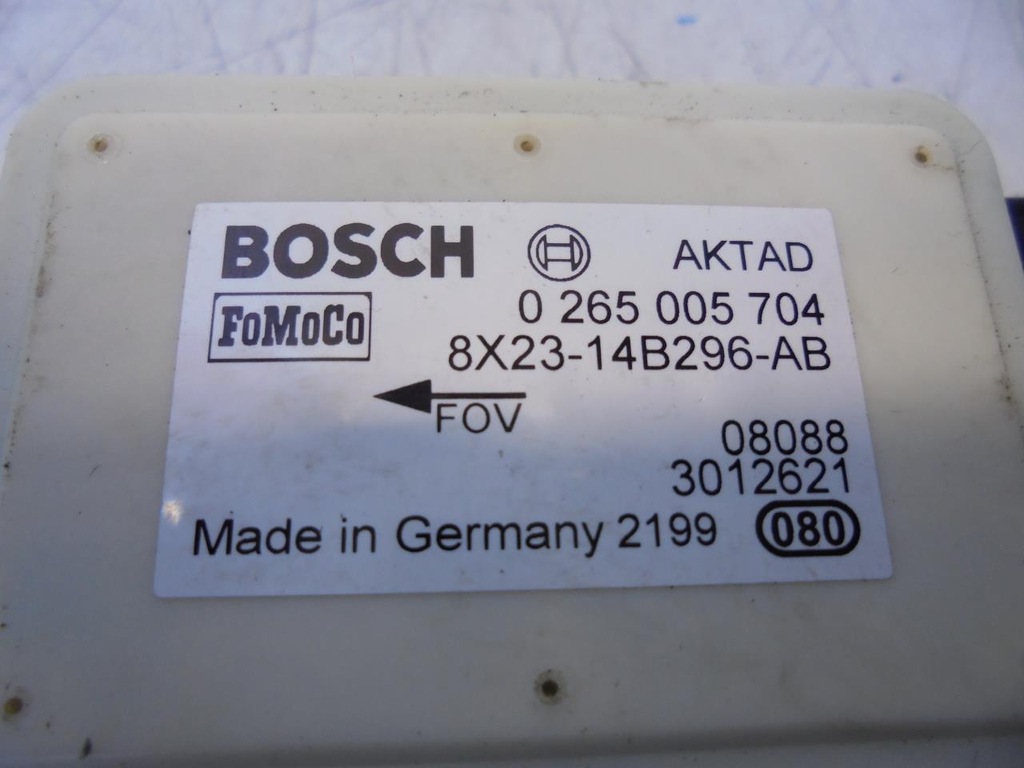 BOSCH AKTAD
FoMoCo 0 265 005 704
8X23-14B296-AB
FOV
08088
3012621
Made in Germany 2199 080